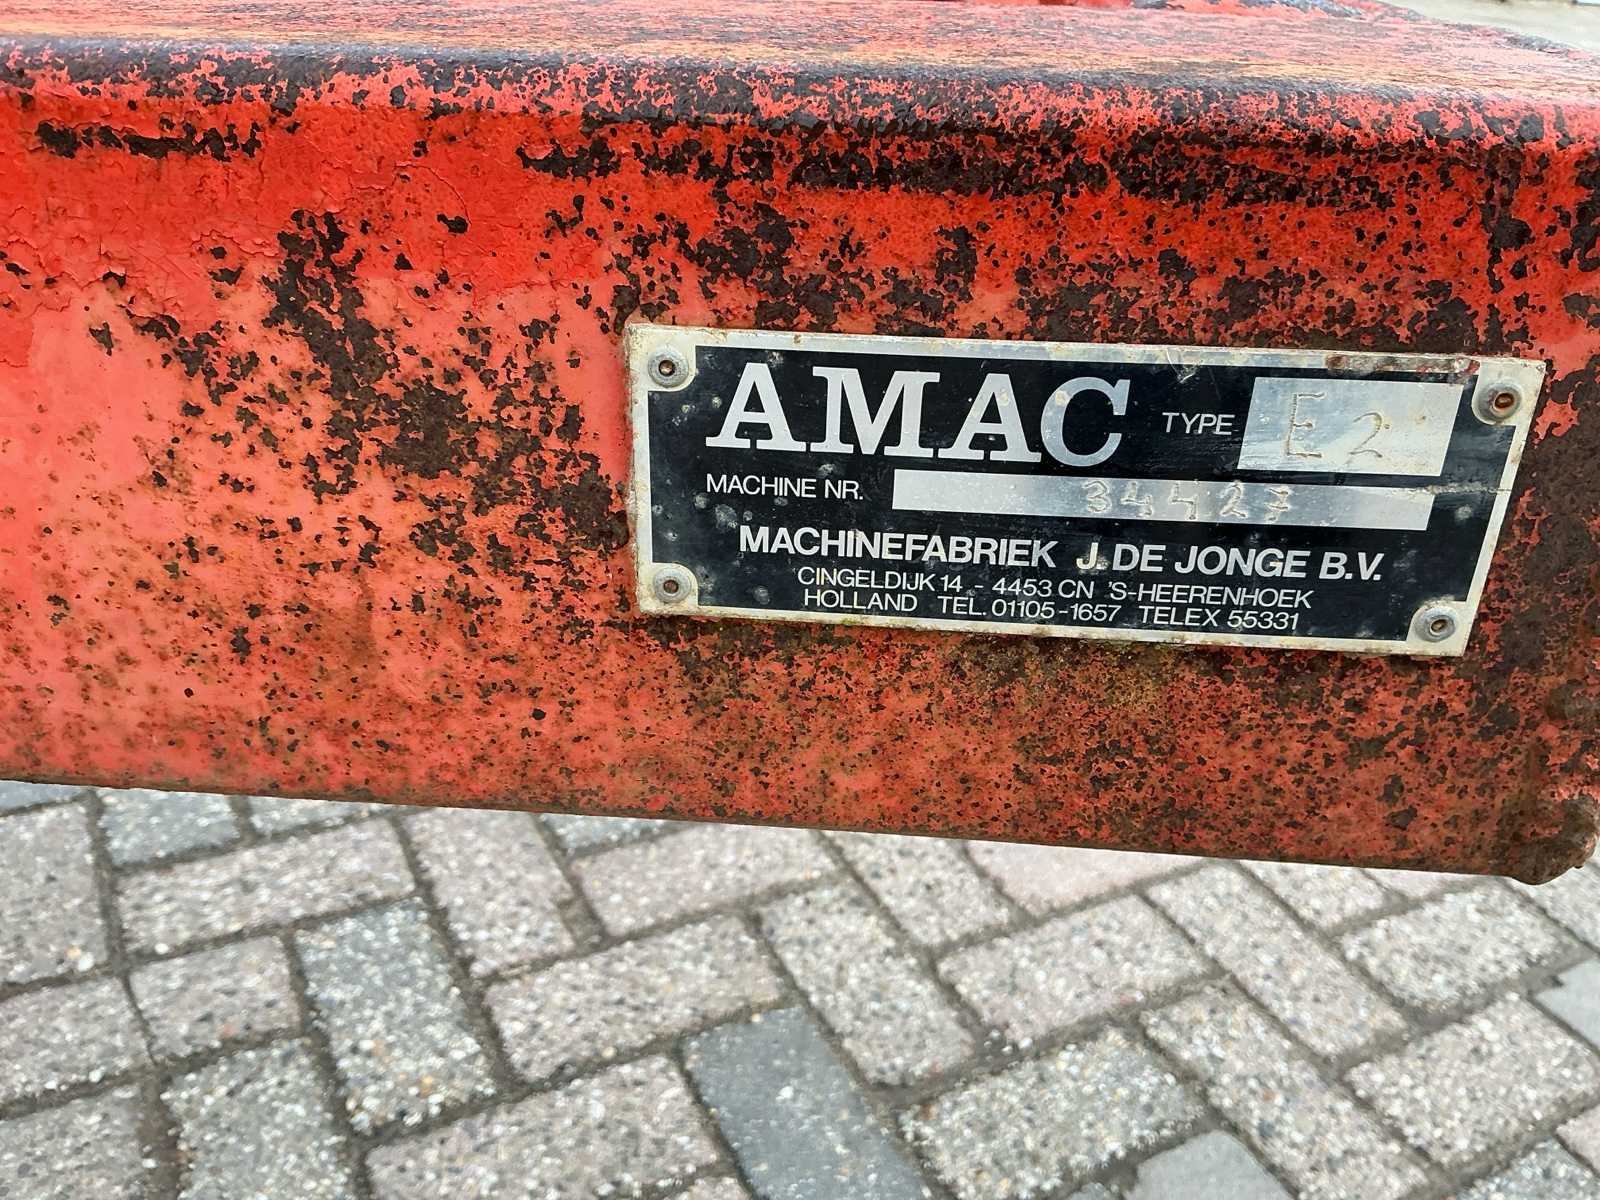 AMAC TYPE E2
MACHINE NR. 34427
MACHINEFABRIEK J. DE JONGE B.V.
CINGELDIJK 14 - 4453 CN 'S-HEERENHOEK
HOLLAND TEL. 01105-1657 TELEX 55331